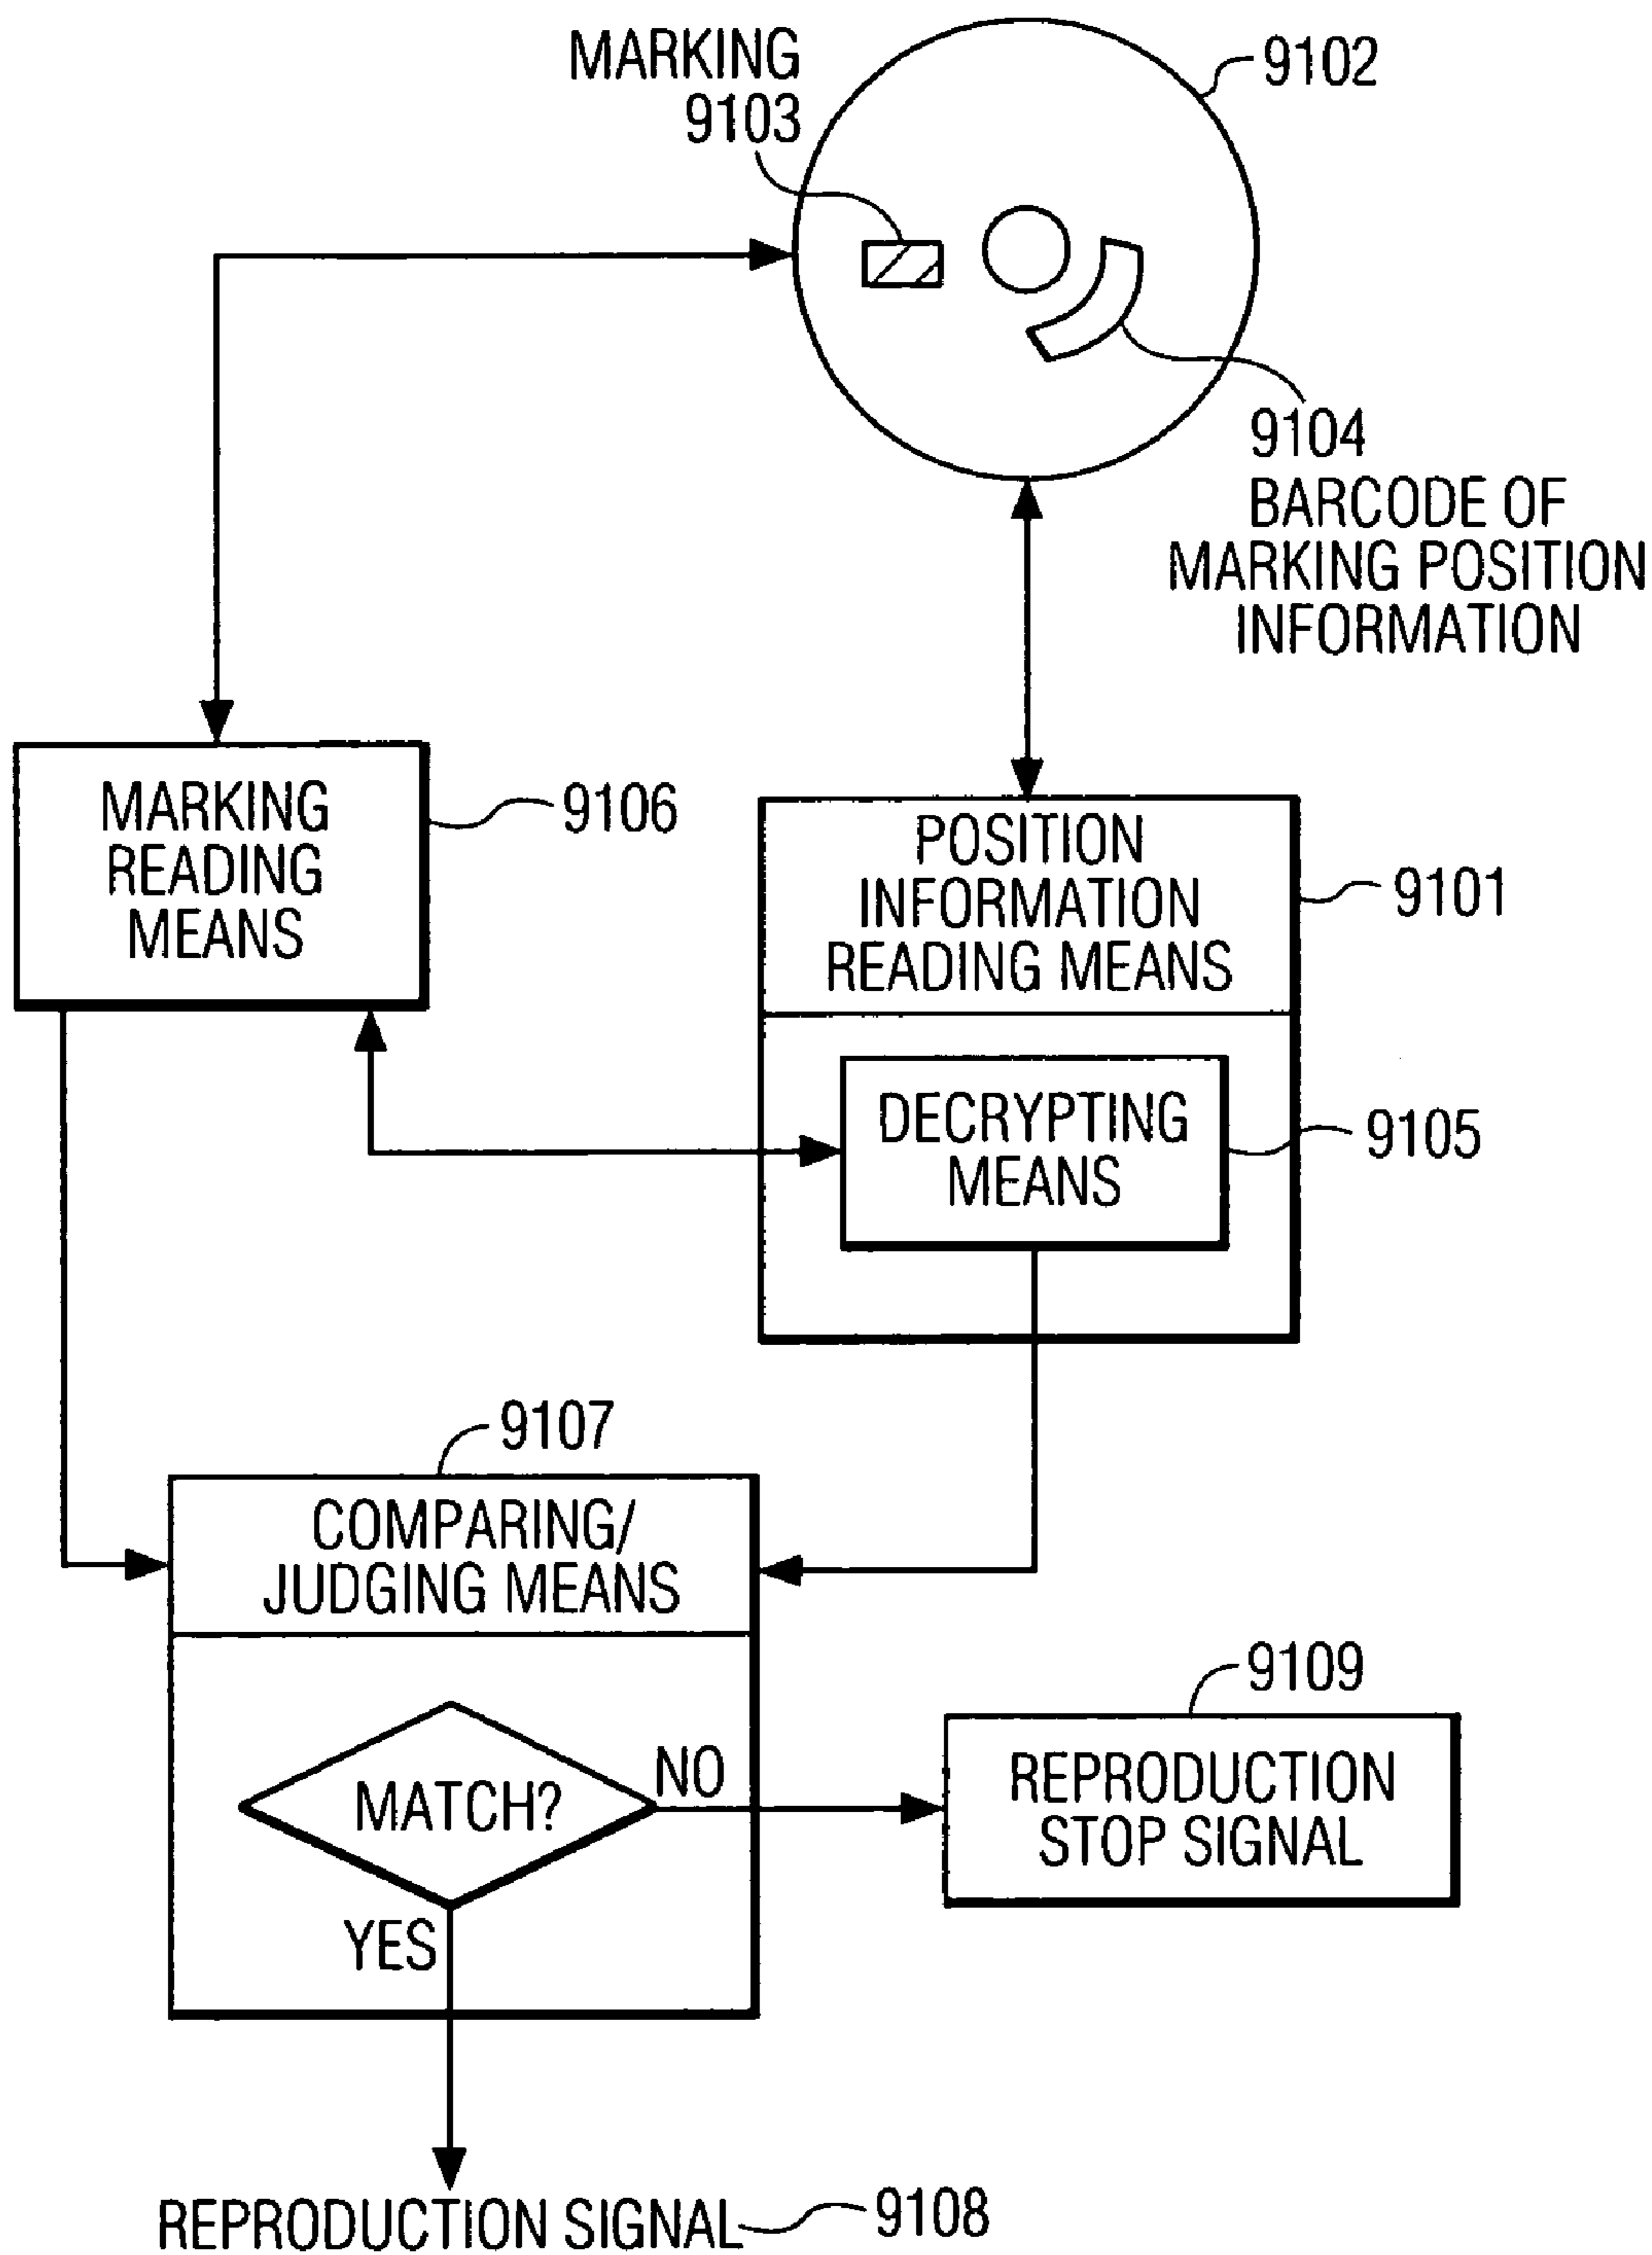 MARKING
9103
9102
9104
BARCODE OF
MARKING POSITION
INFORMATION
MARKING
READING
MEANS
9106
POSITION
INFORMATION
READING MEANS
9101
DECRYPTING
MEANS
9105
9107
COMPARING/
JUDGING MEANS
MATCH?
NO
YES
9109
REPRODUCTION
STOP SIGNAL
REPRODUCTION SIGNAL
9108